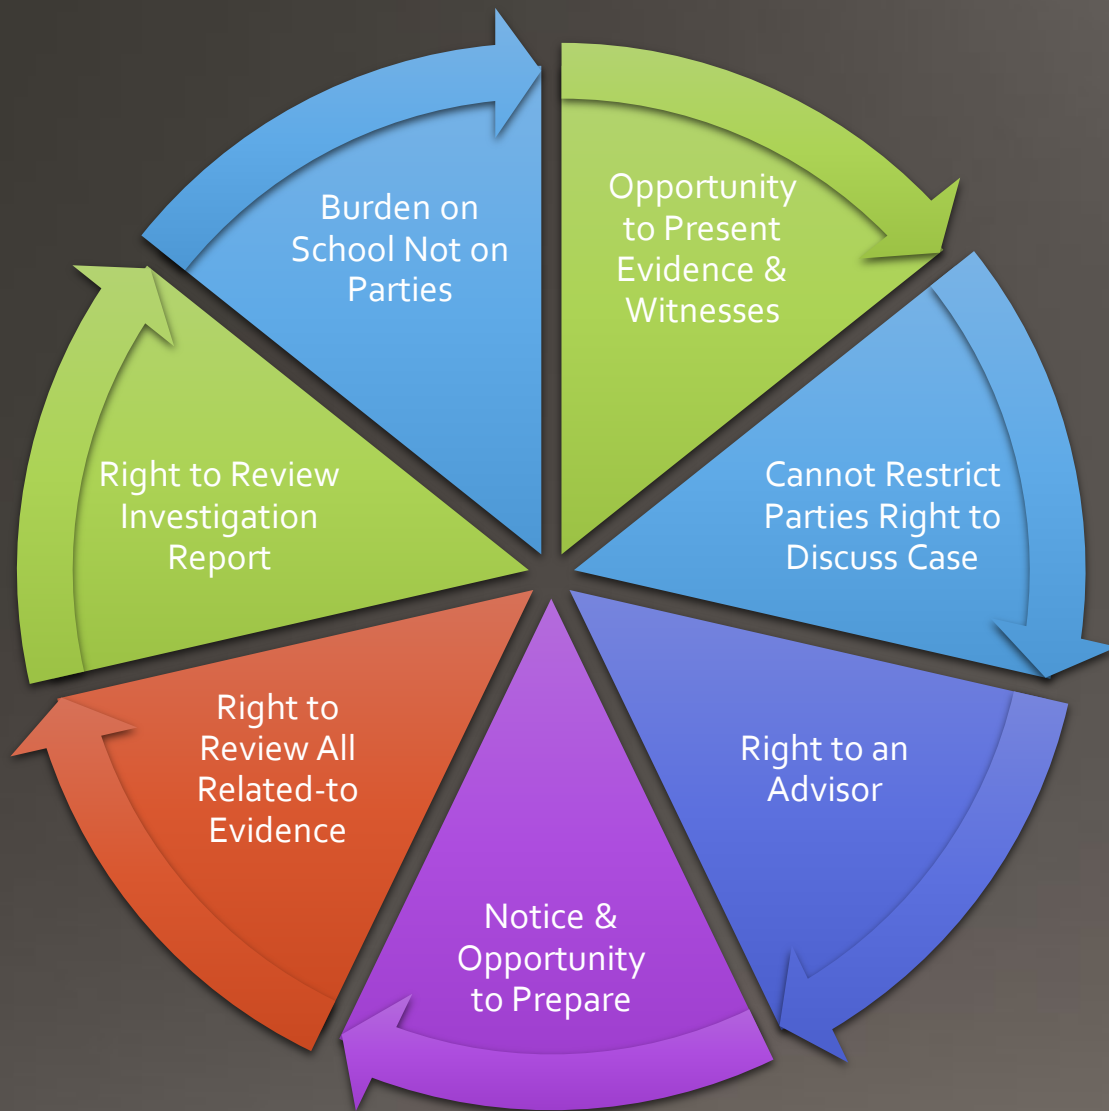 Burden on
School Not on
Parties
Opportunity
to Present
Evidence &
Witnesses
Cannot Restrict
Parties Right to
Discuss Case
Right to an
Advisor
Notice &
Opportunity
to Prepare
Right to
Review All
Related-to
Evidence
Right to Review
Investigation
Report